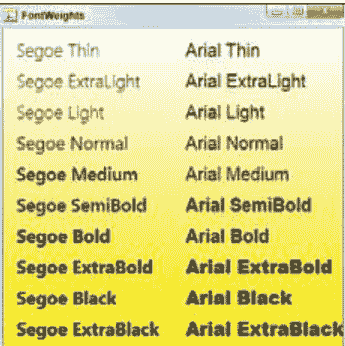 FontWeights
Segoe Thin Arial Thin
Segoe ExtraLight Arial ExtraLight
Segoe Light Arial Light
Segoe Normal Arial Normal
Segoe Medium Arial Medium
Segoe SemiBold Arial SemiBold
Segoe Bold Arial Bold
Segoe ExtraBold Arial ExtraBold
Segoe Black Arial Black
Segoe ExtraBlack Arial ExtraBlack